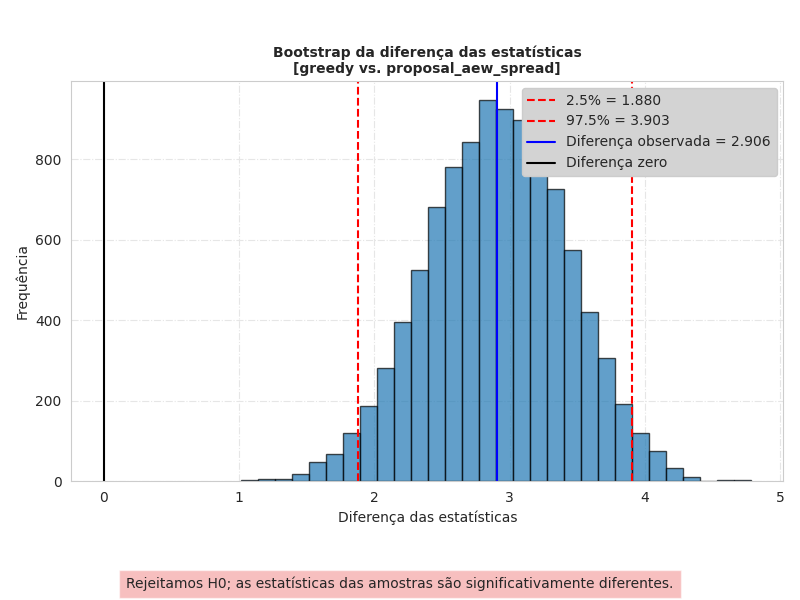 Bootstrap da diferença das estatísticas
[greedy vs. proposal_aew_spread]
2.5% = 1.880
97.5% = 3.903
Diferença observada = 2.906
Diferença zero
Frequência
800
600
400
200
0
0 1 2 3 4 5
Diferença das estatísticas
Rejeitamos H0; as estatísticas das amostras são significativamente diferentes.